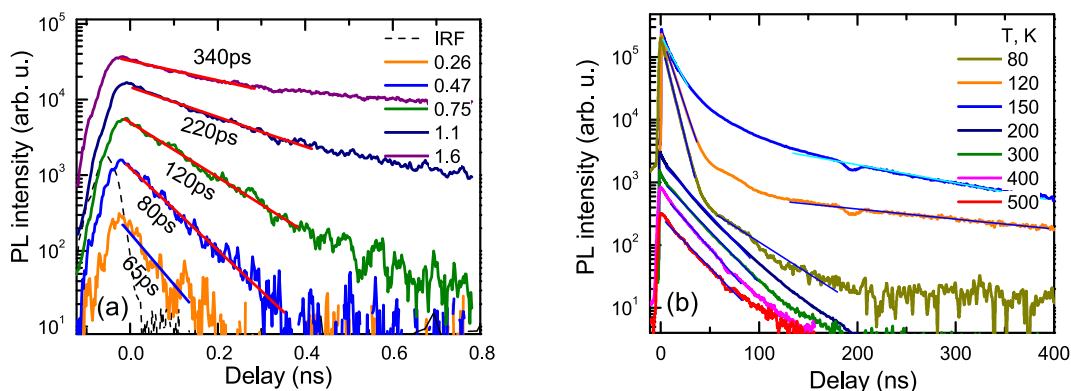 PL intensity (arb. u.)
10^5
10^4
10^3
10^2
10^1
0.0
0.2
0.4
0.6
0.8
Delay (ns)
(a)
340ps
220ps
120ps
80ps
65ps
IRF
0.26
0.47
0.75
1.1
1.6
PL intensity (arb. u.)
10^5
10^4
10^3
10^2
10^1
0
100
200
300
400
Delay (ns)
(b)
T, K
80
120
150
200
300
400
500